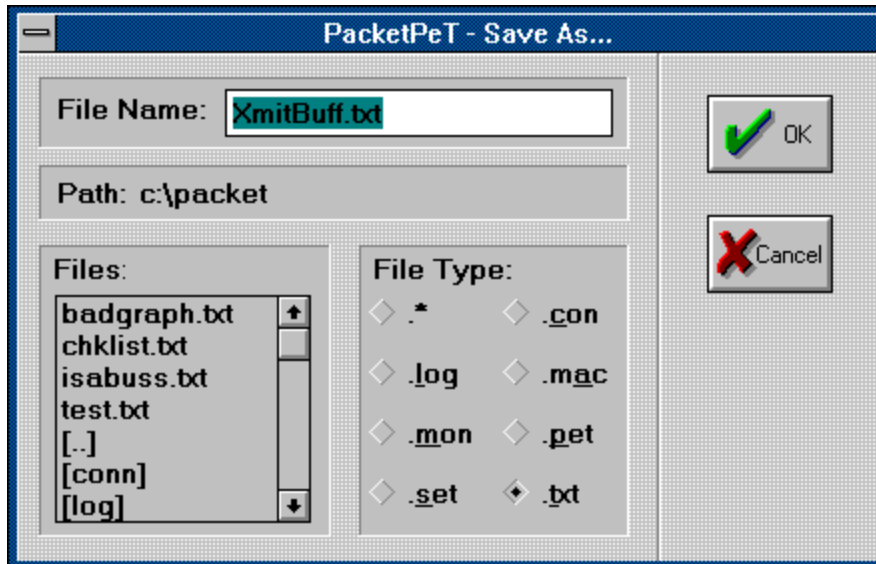 PacketPeT - Save As...
File Name: XmitBuff.txt
OK
Path: c:\packet
Cancel
Files:
badgraph.txt
chklist.txt
isabuss.txt
test.txt
[..]
[conn]
[log]
File Type:
.* .con
.log .mac
.mon .pet
.set .txt